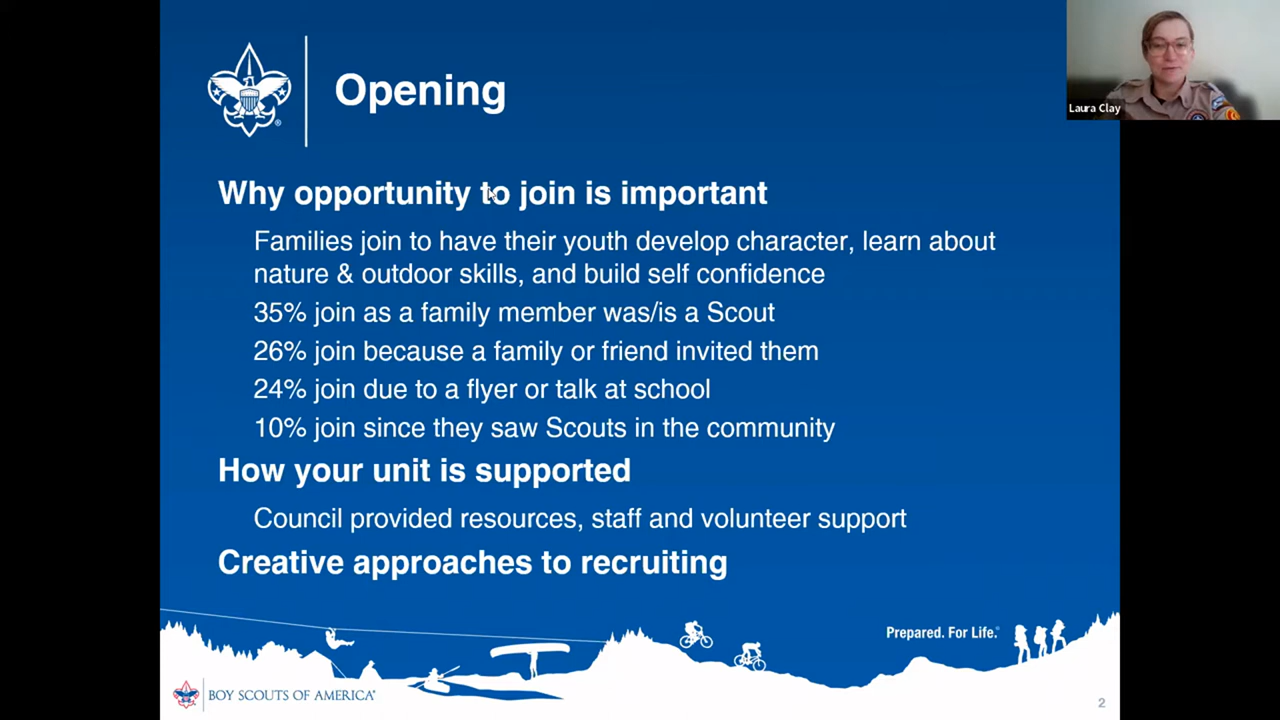 Opening
Laura Clay
Why opportunity to join is important
Families join to have their youth develop character, learn about
nature & outdoor skills, and build self confidence
35% join as a family member was/is a Scout
26% join because a family or friend invited them
24% join due to a flyer or talk at school
10% join since they saw Scouts in the community
How your unit is supported
Council provided resources, staff and volunteer support
Creative approaches to recruiting
Prepared. For Life.®
BOY SCOUTS OF AMERICA®
2